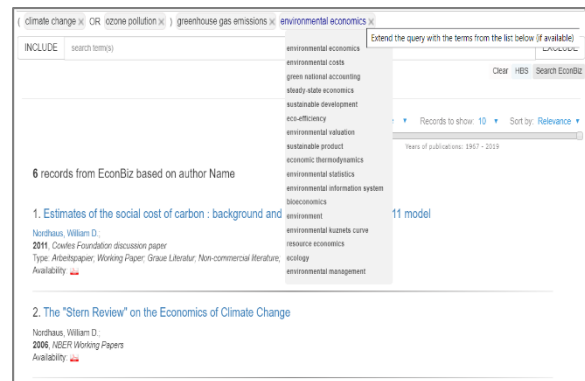 ( climate change × OR ozone pollution × ) greenhouse gas emissions × environmental economics ×
Extend the query with the terms from the list below (if available)
INCLUDE search term(s) EXCLUDE
Clear HBS Search EconBiz
environmental economics
environmental costs
green national accounting
steady-state economics
sustainable development
eco-efficiency
environmental valuation
sustainable product
economic thermodynamics
environmental statistics
environmental information system
bioeconomics
environment
environmental kuznets curve
resource economics
ecology
environmental management
Records to show: 10 Sort by: Relevance
Years of publications: 1967 - 2019
6 records from EconBiz based on author Name
1. Estimates of the social cost of carbon : background and 11 model
Nordhaus, William D.;
2011, Cowles Foundation discussion paper
Type: Arbeitspapier, Working Paper, Graue Literatur, Non-commercial literature;
Availability:
2. The "Stern Review" on the Economics of Climate Change
Nordhaus, William D.;
2006, NBER Working Papers
Availability: